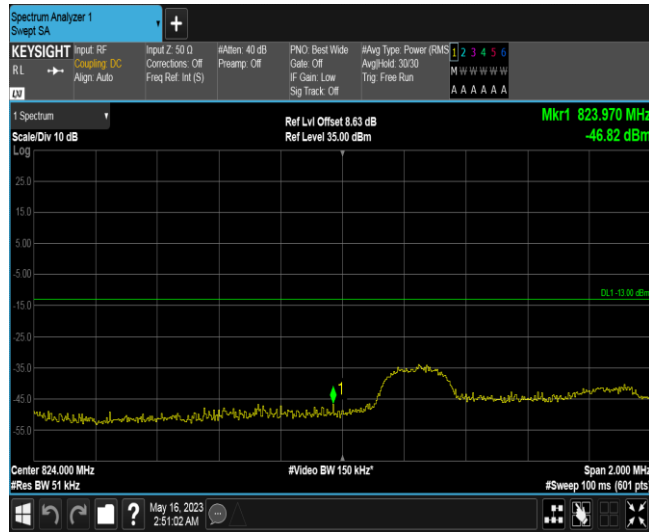 Spectrum Analyzer 1
Swept SA
+
KEYSIGHT
RL
LXI
Input: RF
Coupling: DC
Align: Auto
Input Z: 50 Ω
Corrections: Off
Freq Ref: Int (S)
#Atten: 40 dB
Preamp: Off
PNO: Best Wide
Gate: Off
IF Gain: Low
Sig Track: Off
#Avg Type: Power (RMS
Avg|Hold: 30/30
Trig: Free Run
1 2 3 4 5 6
M W W W W W
A A A A A A
1 Spectrum
Scale/Div 10 dB
Ref Lvl Offset 8.63 dB
Ref Level 35.00 dBm
Mkr1 823.970 MHz
-46.82 dBm
Log
25.0
15.0
5.00
-5.00
DL1 -13.00 dBm
-15.0
-25.0
-35.0
1
-45.0
-55.0
Center 824.000 MHz
#Video BW 150 kHz*
Span 2.000 MHz
#Res BW 51 kHz
#Sweep 100 ms (601 pts)
?
May 16, 2023
2:51:02 AM